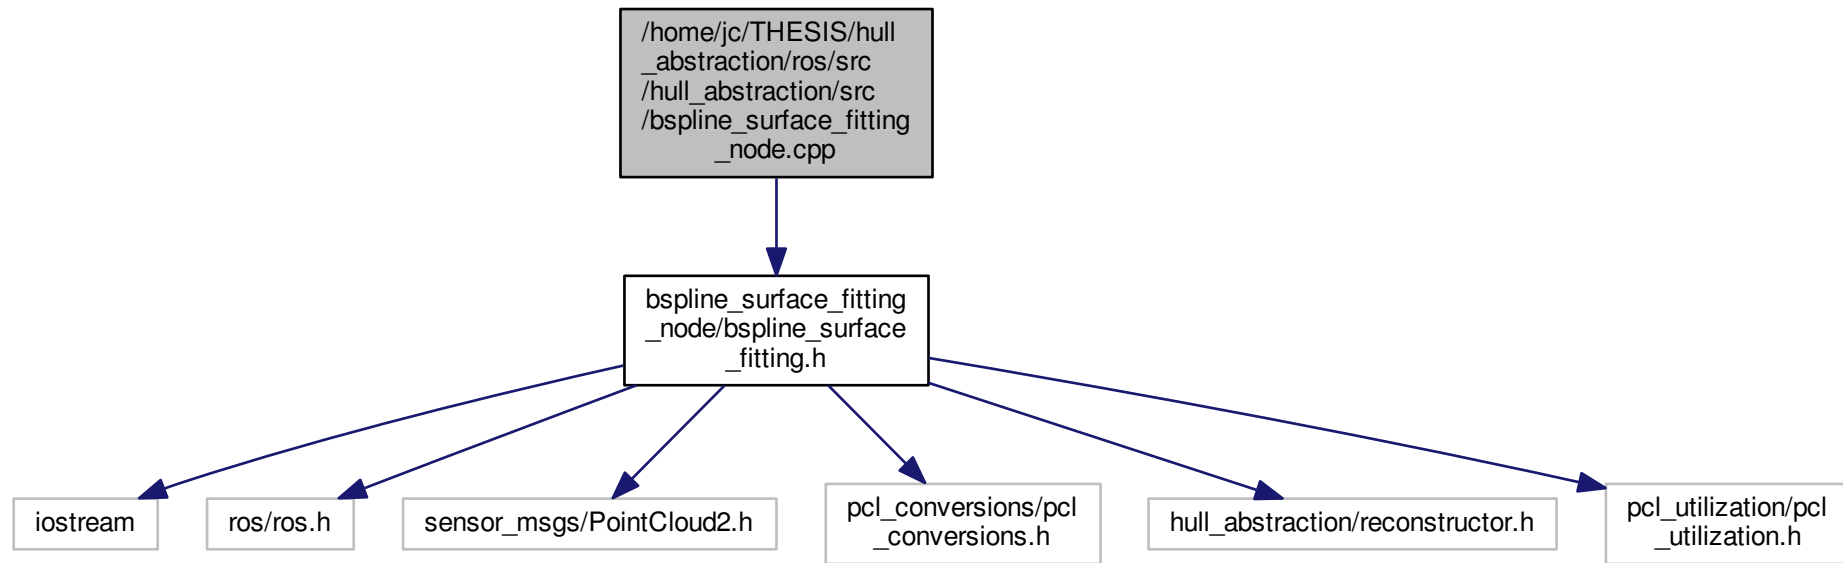 /home/jc/THESIS/hull
_abstraction/ros/src
/hull_abstraction/src
/bspline_surface_fitting
_node.cpp
bspline_surface_fitting
_node/bspline_surface
_fitting.h
iostream
ros/ros.h
sensor_msgs/PointCloud2.h
pcl_conversions/pcl
_conversions.h
hull_abstraction/reconstructor.h
pcl_utilization/pcl
_utilization.h